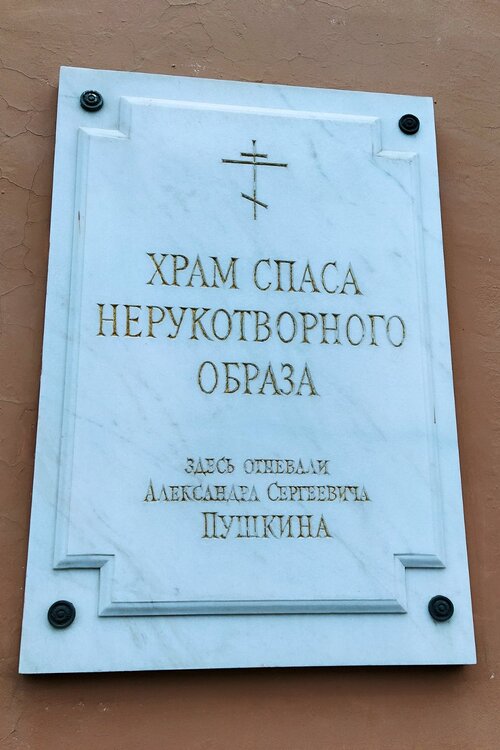 ХРАМ СПАСА
НЕРУКОТВОРНОГО
ОБРАЗА
ЗДЕСЬ ОТПЕВАЛИ
АЛЕКСАНДРА СЕРГЕЕВИЧА
ПУШКИНА